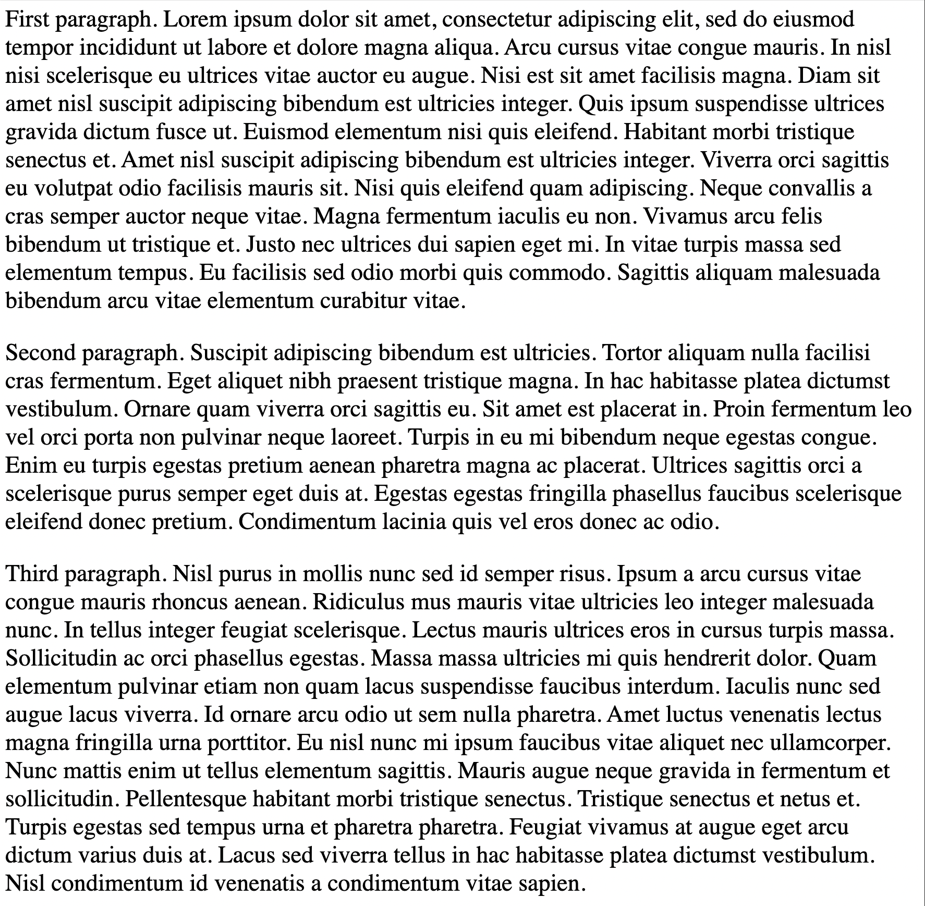 First paragraph. Lorem ipsum dolor sit amet, consectetur adipiscing elit, sed do eiusmod
tempor incididunt ut labore et dolore magna aliqua. Arcu cursus vitae congue mauris. In nisl
nisi scelerisque eu ultrices vitae auctor eu augue. Nisi est sit amet facilisis magna. Diam sit
amet nisl suscipit adipiscing bibendum est ultricies integer. Quis ipsum suspendisse ultrices
gravida dictum fusce ut. Euismod elementum nisi quis eleifend. Habitant morbi tristique
senectus et. Amet nisl suscipit adipiscing bibendum est ultricies integer. Viverra orci sagittis
eu volutpat odio facilisis mauris sit. Nisi quis eleifend quam adipiscing. Neque convallis a
cras semper auctor neque vitae. Magna fermentum iaculis eu non. Vivamus arcu felis
bibendum ut tristique et. Justo nec ultrices dui sapien eget mi. In vitae turpis massa sed
elementum tempus. Eu facilisis sed odio morbi quis commodo. Sagittis aliquam malesuada
bibendum arcu vitae elementum curabitur vitae.
Second paragraph. Suscipit adipiscing bibendum est ultricies. Tortor aliquam nulla facilisi
cras fermentum. Eget aliquet nibh praesent tristique magna. In hac habitasse platea dictumst
vestibulum. Ornare quam viverra orci sagittis eu. Sit amet est placerat in. Proin fermentum leo
vel orci porta non pulvinar neque laoreet. Turpis in eu mi bibendum neque egestas congue.
Enim eu turpis egestas pretium aenean pharetra magna ac placerat. Ultrices sagittis orci a
scelerisque purus semper eget duis at. Egestas egestas fringilla phasellus faucibus scelerisque
eleifend donec pretium. Condimentum lacinia quis vel eros donec ac odio.
Third paragraph. Nisl purus in mollis nunc sed id semper risus. Ipsum a arcu cursus vitae
congue mauris rhoncus aenean. Ridiculus mus mauris vitae ultricies leo integer malesuada
nunc. In tellus integer feugiat scelerisque. Lectus mauris ultrices eros in cursus turpis massa.
Sollicitudin ac orci phasellus egestas. Massa massa ultricies mi quis hendrerit dolor. Quam
elementum pulvinar etiam non quam lacus suspendisse faucibus interdum. Iaculis nunc sed
augue lacus viverra. Id ornare arcu odio ut sem nulla pharetra. Amet luctus venenatis lectus
magna fringilla urna porttitor. Eu nisl nunc mi ipsum faucibus vitae aliquet nec ullamcorper.
Nunc mattis enim ut tellus elementum sagittis. Mauris augue neque gravida in fermentum et
sollicitudin. Pellentesque habitant morbi tristique senectus. Tristique senectus et netus et.
Turpis egestas sed tempus urna et pharetra pharetra. Feugiat vivamus at augue eget arcu
dictum varius duis at. Lacus sed viverra tellus in hac habitasse platea dictumst vestibulum.
Nisl condimentum id venenatis a condimentum vitae sapien.